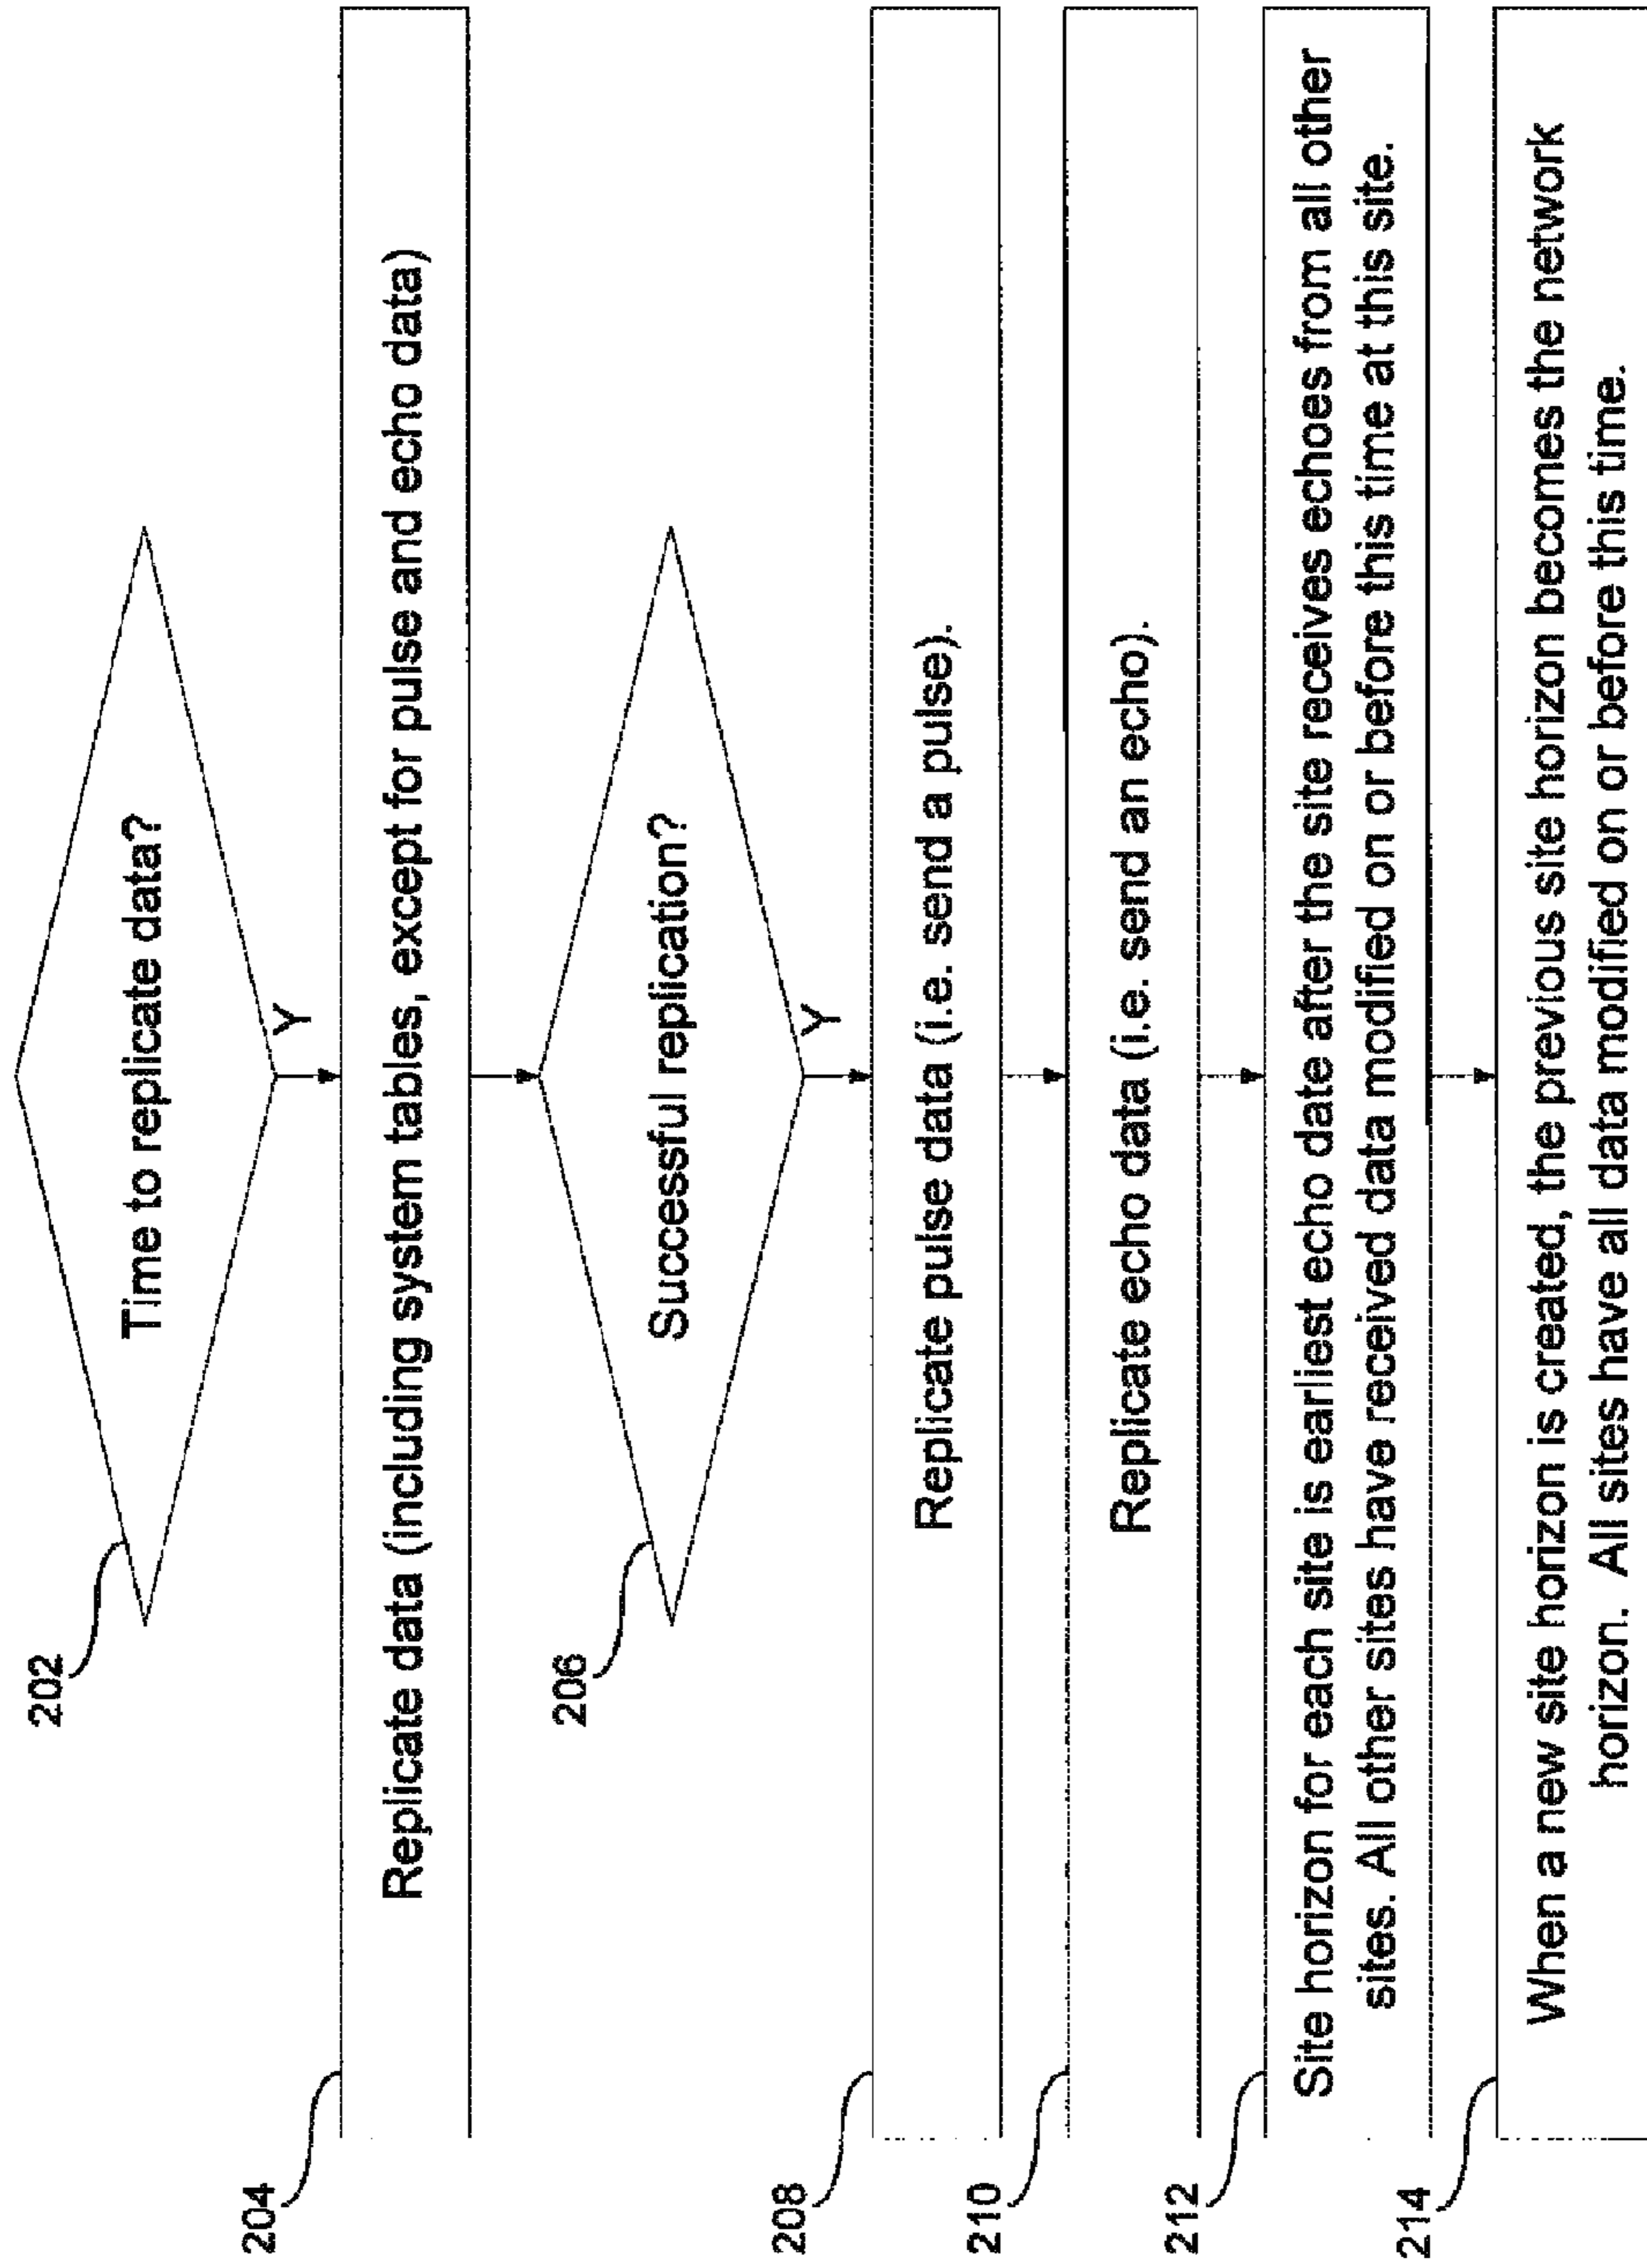 202
Time to replicate data?
Y
204
Replicate data (including system tables, except for pulse and echo data)
206
Successful replication?
Y
208
Replicate pulse data (i.e. send a pulse).
210
Replicate echo data (i.e. send an echo).
212
Site horizon for each site is earliest echo date after the site receives echoes from all other
sites. All other sites have received data modified on or before this time at this site.
214
When a new site horizon is created, the previous site horizon becomes the network
horizon. All sites have all data modified on or before this time.